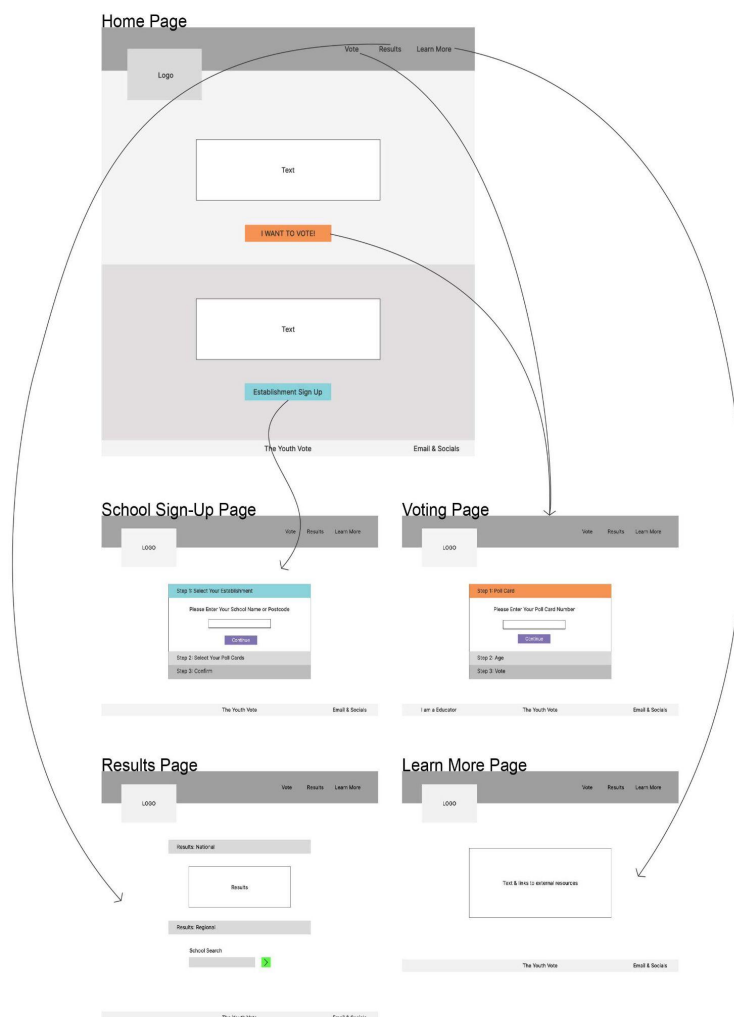 Home Page
Vote Results Learn More
Logo
Text
I WANT TO VOTE!
Text
Establishment Sign Up
The Youth Vote Email & Socials
School Sign-Up Page
Vote Results Learn More
LOGO
Step 1: Select Your Establishment
Please Enter Your School Name or Postcode
Continue
Step 2: Select Your Poll Cards
Step 3: Confirm
The Youth Vote Email & Socials
Voting Page
Vote Results Learn More
LOGO
Step 1: Poll Card
Please Enter Your Poll Card Number
Continue
Step 2: Age
Step 3: Vote
I am a Educator The Youth Vote Email & Socials
Results Page
Vote Results Learn More
LOGO
Results: National
Results
Results: Regional
School Search
The Youth Vote Email & Socials
Learn More Page
Vote Results Learn More
LOGO
Text & links to external resources
The Youth Vote Email & Socials